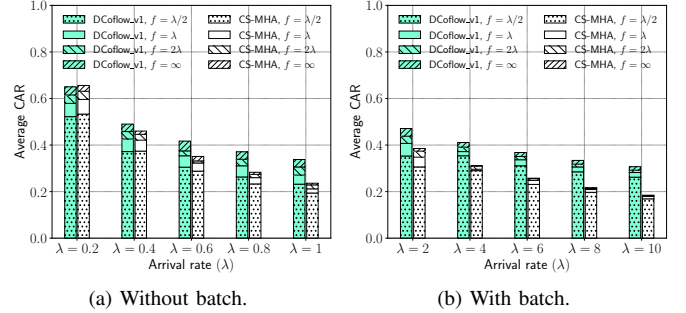 1.0
0.8
0.6
0.4
0.2
0.0
Average CAR
DCoflow_v1, f = λ/2
DCoflow_v1, f = λ
DCoflow_v1, f = 2λ
DCoflow_v1, f = ∞
CS-MHA, f = λ/2
CS-MHA, f = λ
CS-MHA, f = 2λ
CS-MHA, f = ∞
λ = 0.2 λ = 0.4 λ = 0.6 λ = 0.8 λ = 1
Arrival rate (λ)
(a) Without batch.
1.0
0.8
0.6
0.4
0.2
0.0
Average CAR
DCoflow_v1, f = λ/2
DCoflow_v1, f = λ
DCoflow_v1, f = 2λ
DCoflow_v1, f = ∞
CS-MHA, f = λ/2
CS-MHA, f = λ
CS-MHA, f = 2λ
CS-MHA, f = ∞
λ = 2 λ = 4 λ = 6 λ = 8 λ = 10
Arrival rate (λ)
(b) With batch.